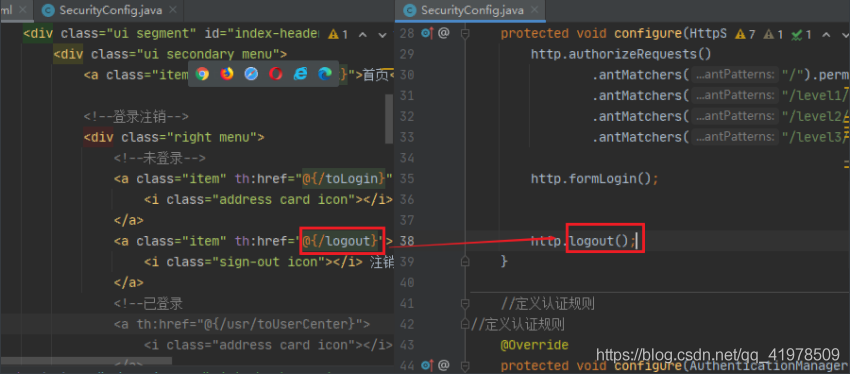 ml × SecurityConfig.java ×
<div class="ui segment" id="index-header 1
<div class="ui secondary menu">
<a class="item }">首页<
<!--登录注销-->
<div class="right menu">
<!--未登录-->
<a class="item" th:href="@{/toLogin}"
<i class="address card icon"></i>
</a>
<a class="item" th:href="@{/logout}">
<i class="sign-out icon"></i> 注销
</a>
<!--已登录
<a th:href="@{/usr/toUserCenter}">
<i class="address card icon"></i>
</a>
SecurityConfig.java ×
28 protected void configure(HttpS 7 1 1
29 http.authorizeRequests()
30 .antMatchers( ...antPatterns: "/").perm
31 .antMatchers( ...antPatterns: "/level1/
32 .antMatchers( ...antPatterns: "/level2/
33 .antMatchers( ...antPatterns: "/level3/
34
35 http.formLogin();
36
37
38 http.logout();
39 }
40
41 //定义认证规则
42 //定义认证规则
43 @Override
44 protected void configure(AuthenticationManager
https://blog.csdn.net/qq_41978509